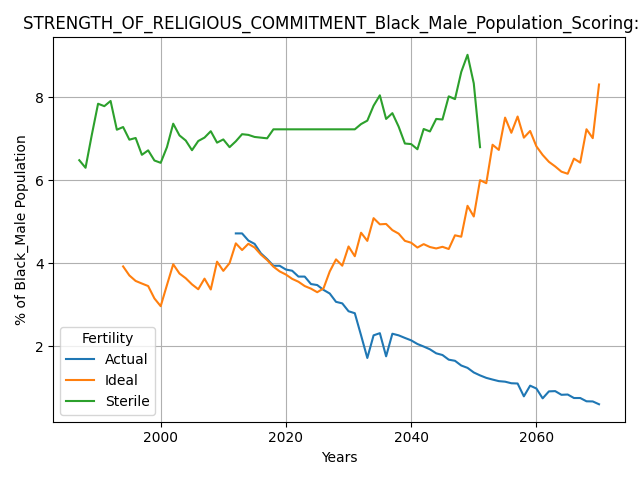 STRENGTH_OF_RELIGIOUS_COMMITMENT_Black_Male_Population_Scoring:
% of Black_Male Population
8
6
4
2
Fertility
Actual
Ideal
Sterile
2000 2020 2040 2060
Years